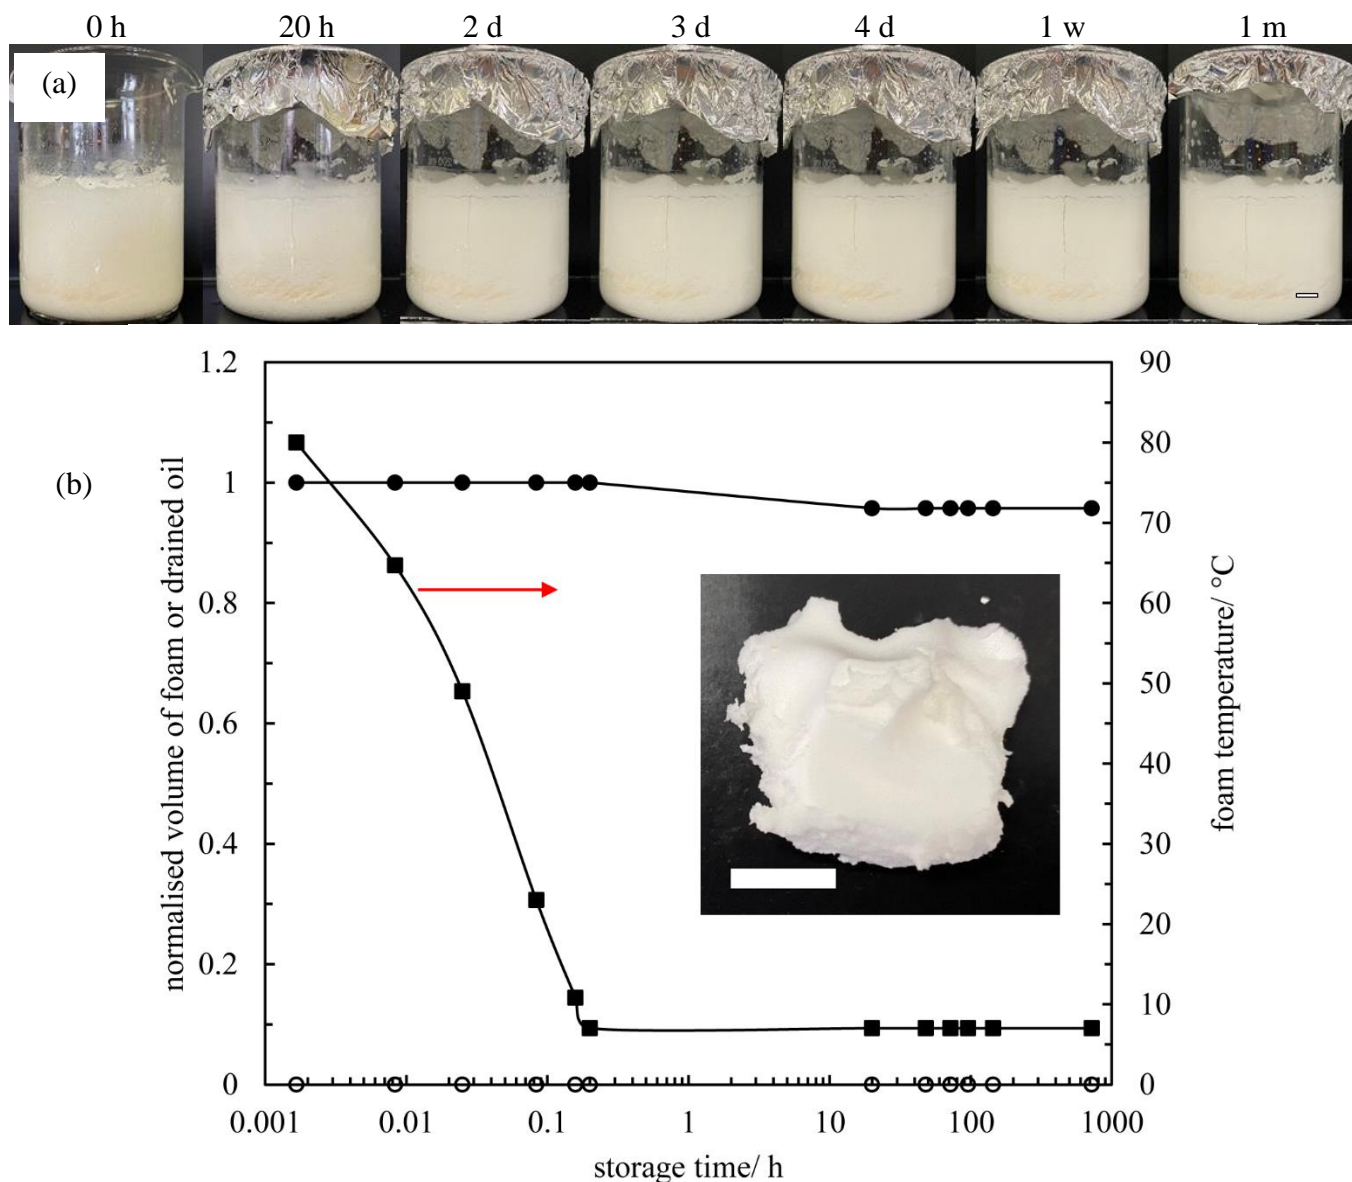 0 h 20 h 2 d 3 d 4 d 1 w 1 m
(a)
(b)
normalised volume of foam or drained oil
1.2
1
0.8
0.6
0.4
0.2
0
90
80
70
60
50
40
30
20
10
0
foam temperature/ °C
0.001 0.01 0.1 1 10 100 1000
storage time/ h